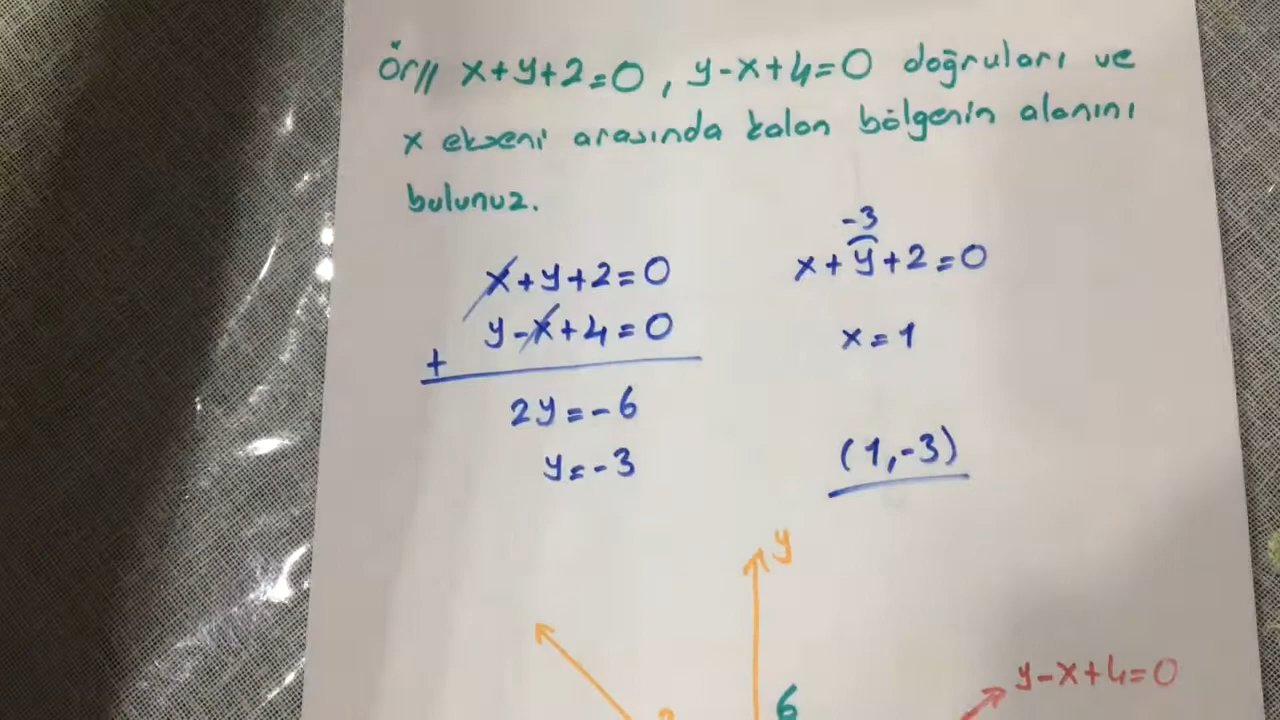 Ör// x+y+2=0, y-x+4=0 doğruları ve
x ekseni arasında kalan bölgenin alanını
bulunuz.
x+y+2=0
y-x+4=0
+
2y=-6
y=-3
-3
x+y+2=0
x=1
(1,-3)
y
y-x+4=0
6